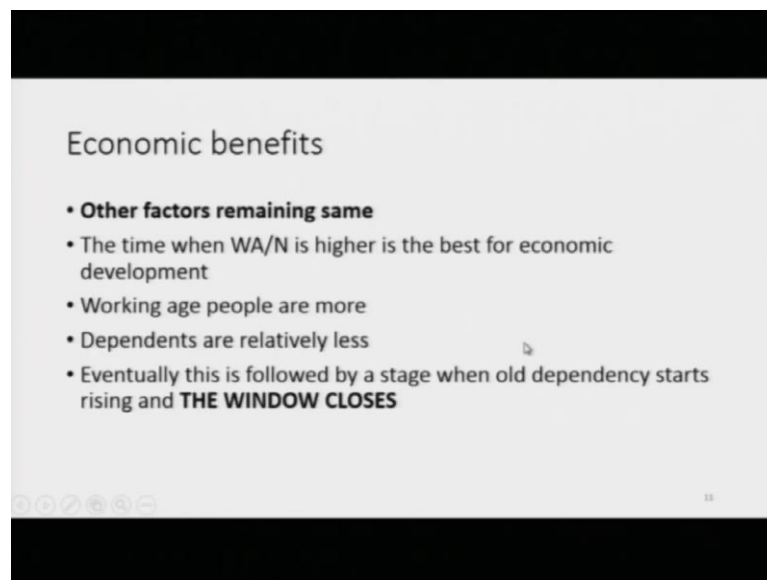 Economic benefits
• Other factors remaining same
• The time when WA/N is higher is the best for economic
development
• Working age people are more
• Dependents are relatively less
• Eventually this is followed by a stage when old dependency starts
rising and THE WINDOW CLOSES